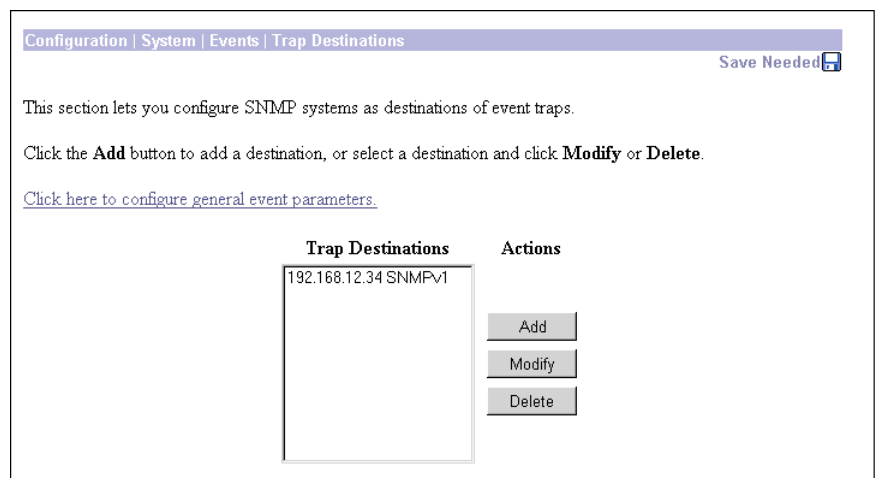 Configuration | System | Events | Trap Destinations
Save Needed
This section lets you configure SNMP systems as destinations of event traps.
Click the Add button to add a destination, or select a destination and click Modify or Delete.
Click here to configure general event parameters.
Trap Destinations Actions
192.168.12.34 SNMPv1
Add
Modify
Delete